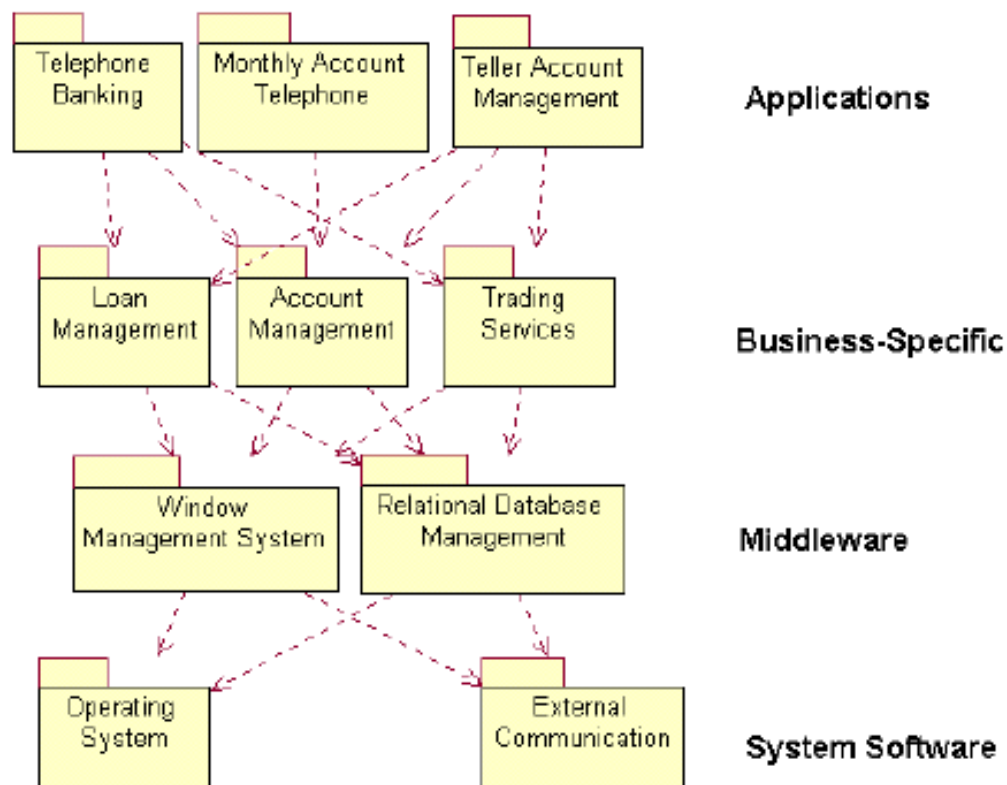 Telephone
Banking
Monthly Account
Telephone
Teller Account
Management
Applications
Loan
Management
Account
Management
Trading
Services
Business-Specific
Window
Management System
Relational Database
Management
Middleware
Operating
System
External
Communication
System Software